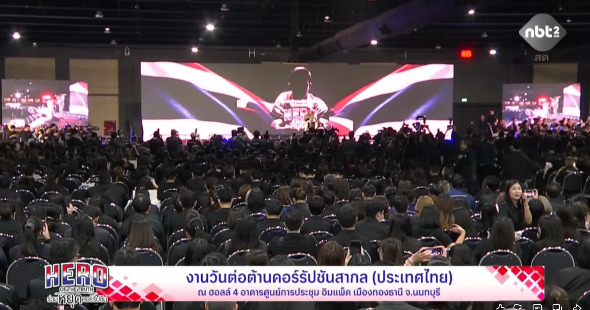 nbt2
สด
G
H
HERO
งานวันต่อต้านคอร์รัปชันสากล (ประเทศไทย)
ณ ฮอลล์ 4 อาคารศูนย์การประชุม อิมแพ็ค เมืองทองธานี จ.นนทบุรี
หยุด